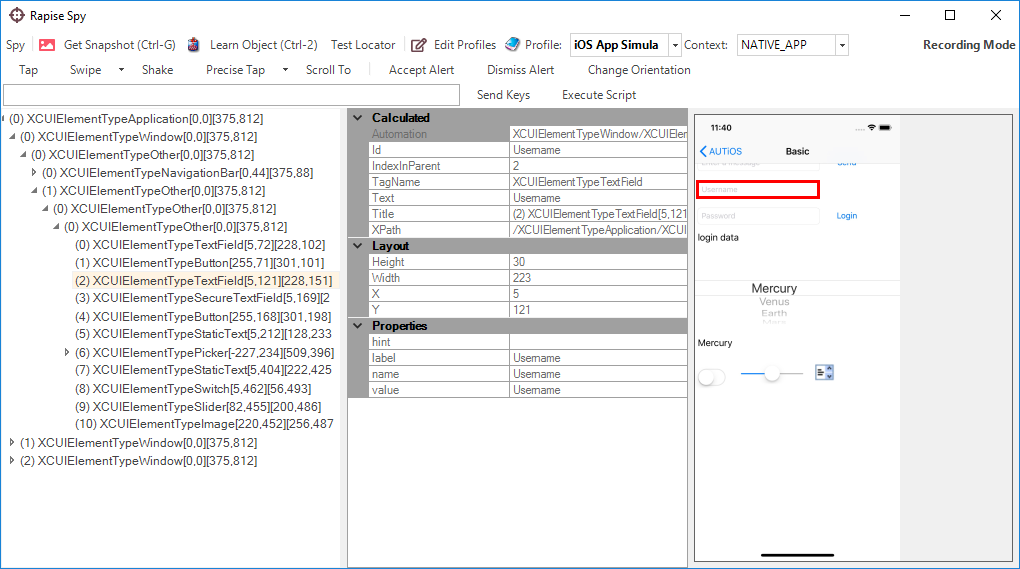 Rapise Spy
Spy Get Snapshot (Ctrl-G) Learn Object (Ctrl-2) Test Locator Edit Profiles Profile: iOS App Simula Context: NATIVE_APP Recording Mode
Tap Swipe Shake Precise Tap Scroll To Accept Alert Dismiss Alert Change Orientation
Send Keys Execute Script
(0) XCUIElementTypeApplication[0,0][375,812]
(0) XCUIElementTypeWindow[0,0][375,812]
(0) XCUIElementTypeOther[0,0][375,812]
(0) XCUIElementTypeNavigationBar[0,44][375,88]
(1) XCUIElementTypeOther[0,0][375,812]
(0) XCUIElementTypeOther[0,0][375,812]
(0) XCUIElementTypeOther[0,0][375,812]
(0) XCUIElementTypeTextField[5,72][228,102]
(1) XCUIElementTypeButton[255,71][301,101]
(2) XCUIElementTypeTextField[5,121][228,151]
(3) XCUIElementTypeSecureTextField[5,169][2
(4) XCUIElementTypeButton[255,168][301,198]
(5) XCUIElementTypeStaticText[5,212][128,233
(6) XCUIElementTypePicker[-227,234][509,396]
(7) XCUIElementTypeStaticText[5,404][222,425
(8) XCUIElementTypeSwitch[5,462][56,493]
(9) XCUIElementTypeSlider[82,455][200,486]
(10) XCUIElementTypeImage[220,452][256,487
(1) XCUIElementTypeWindow[0,0][375,812]
(2) XCUIElementTypeWindow[0,0][375,812]
Calculated
Automation XCUIElementTypeWindow/XCUIElem
Id Username
IndexInParent 2
TagName XCUIElementTypeTextField
Text Username
Title (2) XCUIElementTypeTextField[5,121
XPath /XCUIElementTypeApplication/XCUI
Layout
Height 30
Width 223
X 5
Y 121
Properties
hint
label Username
name Username
value Username
11:40
AUTiOS Basic
Username
Password Login
login data
Mercury
Venus
Earth
Mercury